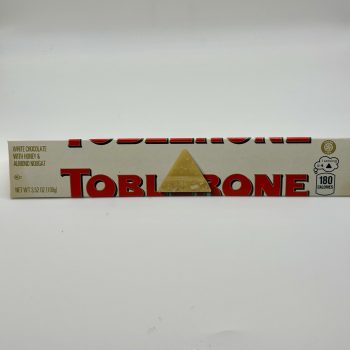 TOBLERONE
WHITE CHOCOLATE
WITH HONEY &
ALMOND NOUGAT
NET WT 3.52 OZ (100g)
TOBLERONE
180
CALORIES